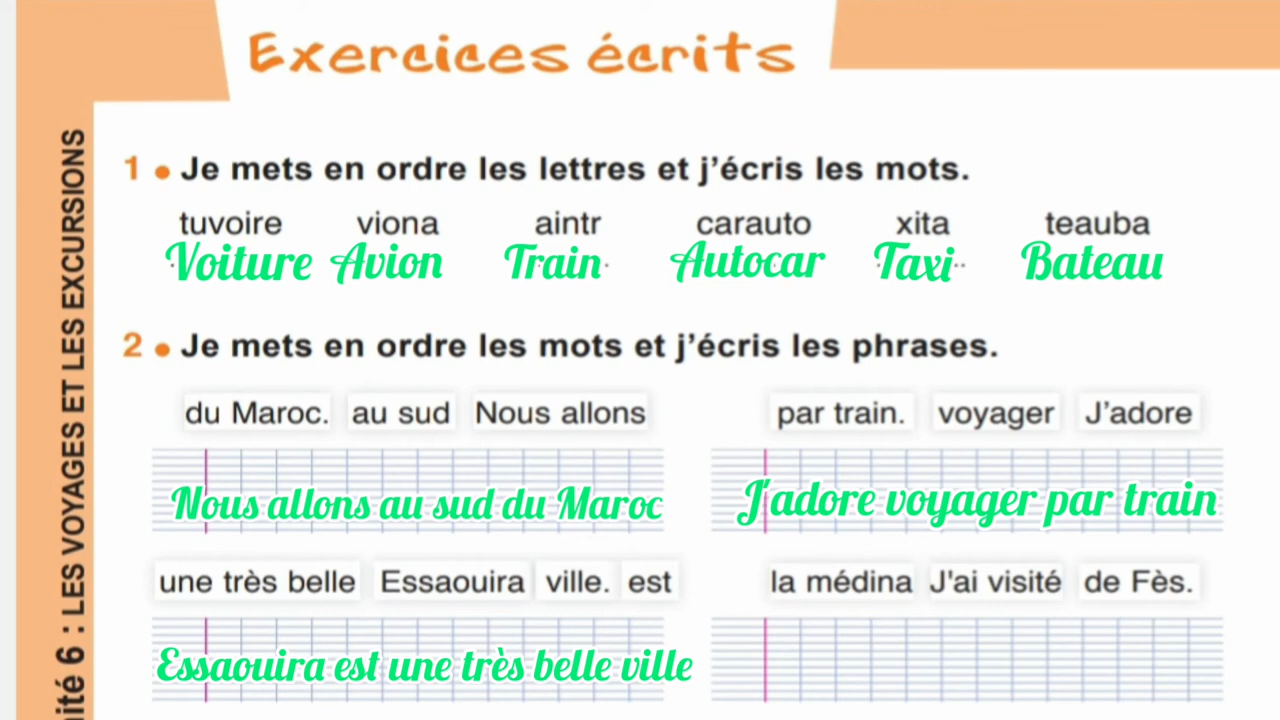 Exercices écrits
1 • Je mets en ordre les lettres et j’écris les mots.
tuvoire viona aintr carauto xita teauba
Voiture Avion Train Autocar Taxi Bateau
2 • Je mets en ordre les mots et j’écris les phrases.
du Maroc. au sud Nous allons par train. voyager J’adore
Nous allons au sud du Maroc J'adore voyager par train
une très belle Essaouira ville. est la médina J'ai visité de Fès.
Essaouira est une très belle ville
ité 6 : LES VOYAGES ET LES EXCURSIONS